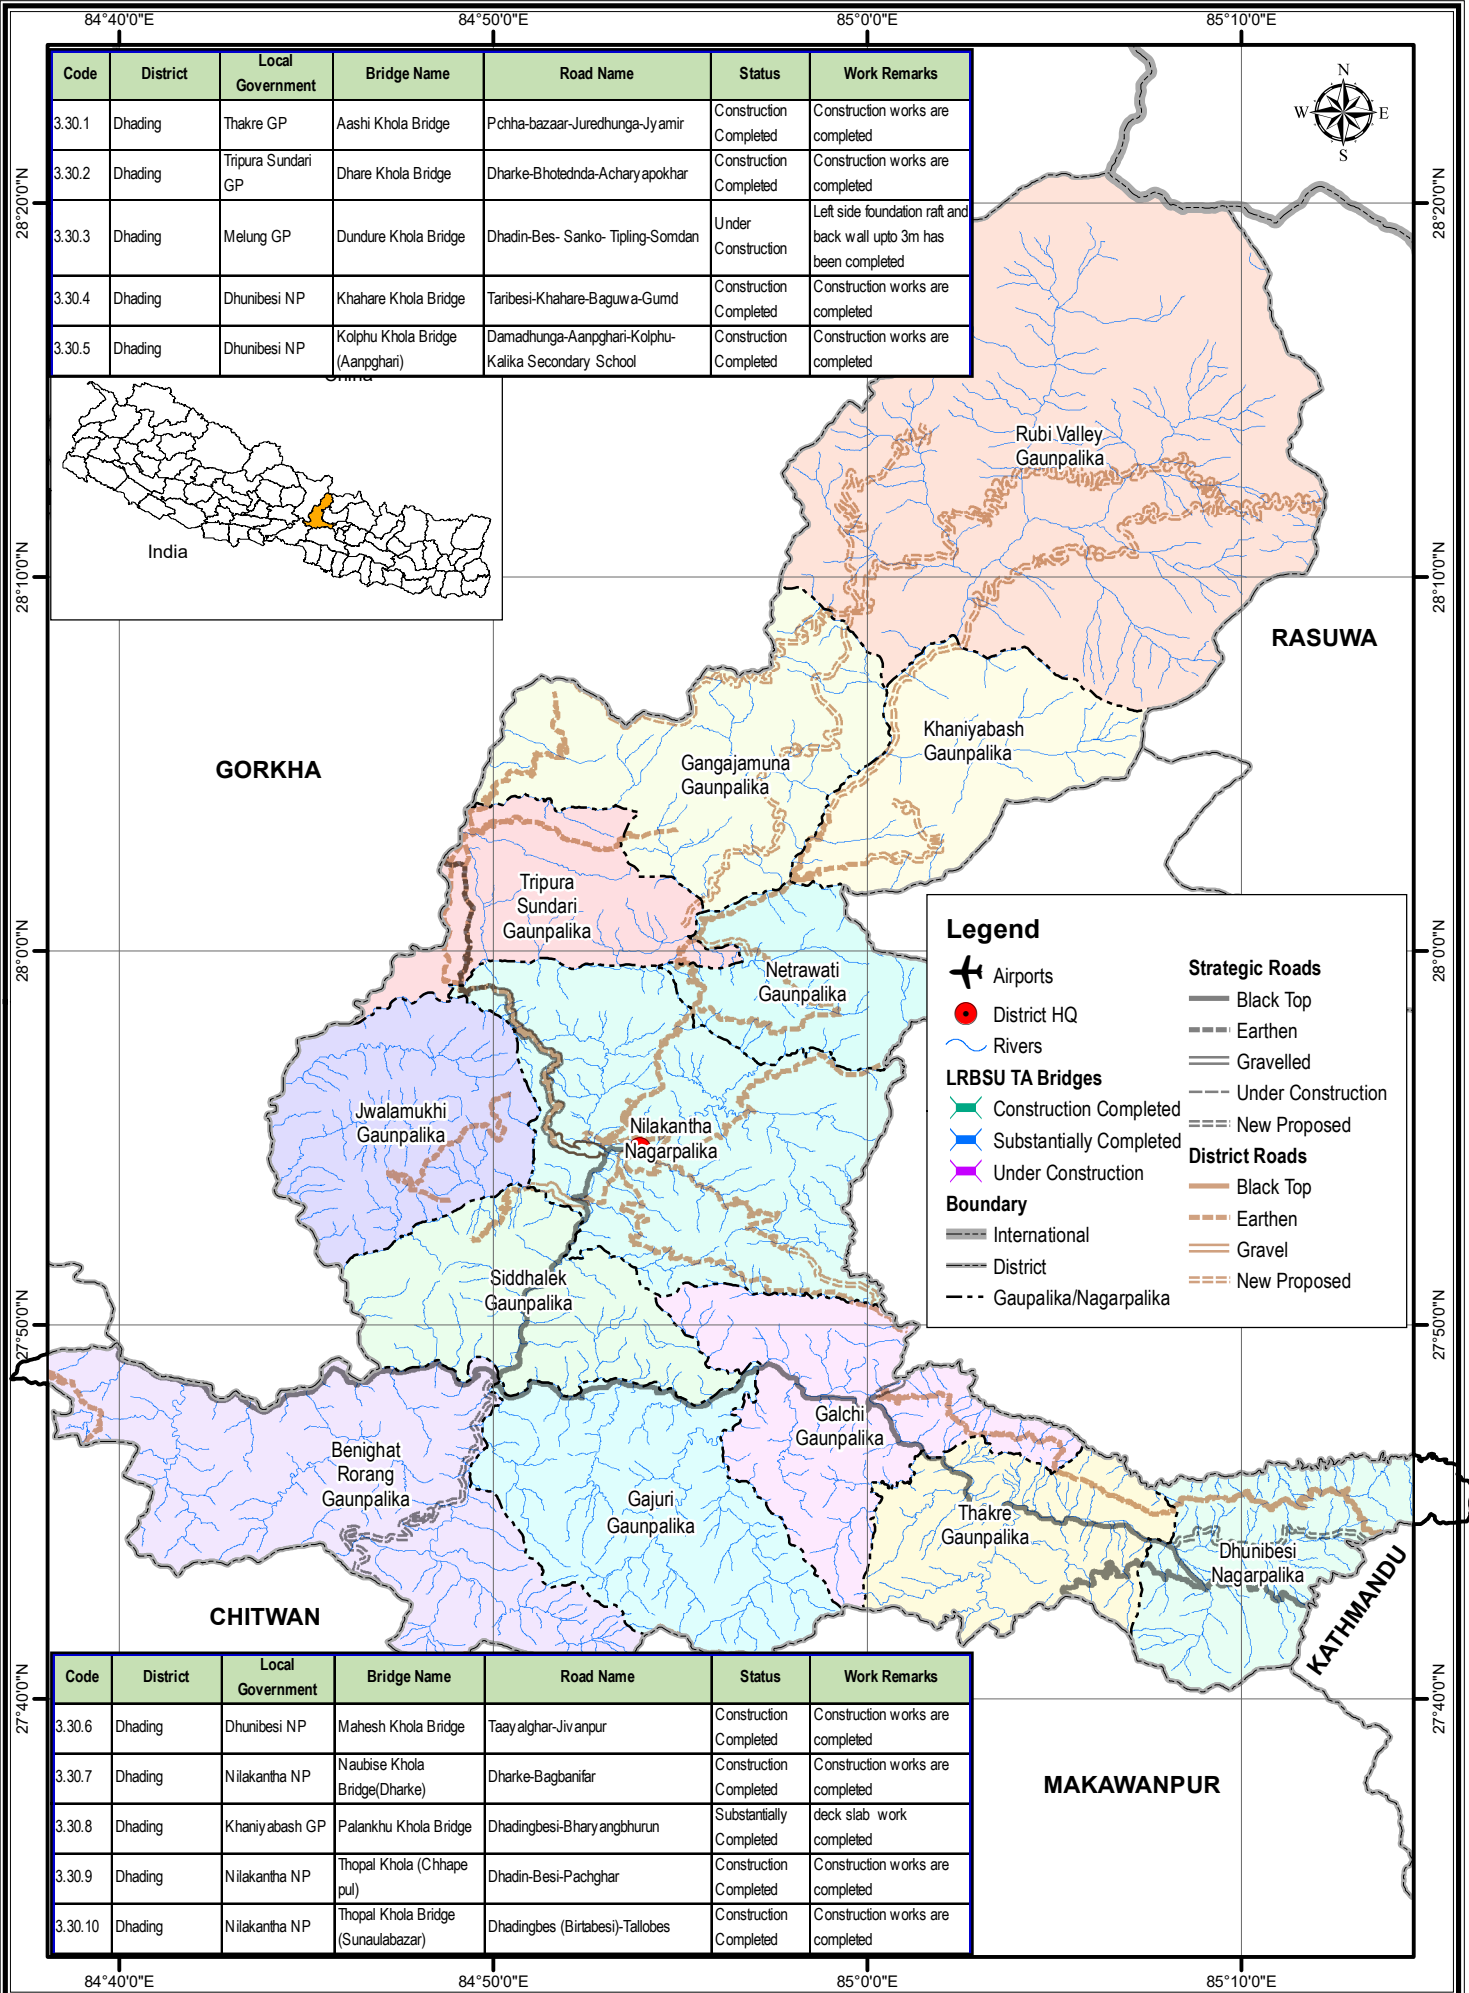 84°40'0"E 84°50'0"E 85°0'0"E 85°10'0"E
Code District Local Government Bridge Name Road Name Status Work Remarks
3.30.1 Dhading Thakre GP Aashi Khola Bridge Pchha-bazaar-Juredhunga-Jyamir Construction Completed Construction works are completed
3.30.2 Dhading Tripura Sundari GP Dhare Khola Bridge Dharke-Bhotednda-Acharyapokhar Construction Completed Construction works are completed
3.30.3 Dhading Melung GP Dundure Khola Bridge Dhadin-Bes- Sanko- Tipling-Somdan Under Construction Left side foundation raft and back wall upto 3m has been completed
3.30.4 Dhading Dhunibesi NP Khahare Khola Bridge Taribesi-Khahare-Baguwa-Gumd Construction Completed Construction works are completed
3.30.5 Dhading Dhunibesi NP Kolphu Khola Bridge (Aanpghari) Damadhunga-Aanpghari-Kolphu-Kalika Secondary School Construction Completed Construction works are completed
N
W E
S
28°20'0"N 28°20'0"N
China
India
28°10'0"N 28°10'0"N
Rubi Valley
Gaunpalika
RASUWA
GORKHA
Khaniyabash
Gaunpalika
Gangajamuna
Gaunpalika
Tripura
Sundari
Gaunpalika
28°0'0"N 28°0'0"N
Netrawati
Gaunpalika
Jwalamukhi
Gaunpalika
Nilakantha
Nagarpalika
Siddhalek
Gaunpalika
Legend
Airports
District HQ
Rivers
LRBSU TA Bridges
Construction Completed
Substantially Completed
Under Construction
Boundary
International
District
Gaupalika/Nagarpalika
Strategic Roads
Black Top
Earthen
Gravelled
Under Construction
New Proposed
District Roads
Black Top
Earthen
Gravel
New Proposed
27°50'0"N 27°50'0"N
Galchi
Gaunpalika
Benighat
Rorang
Gaunpalika
Gajuri
Gaunpalika
Thakre
Gaunpalika
Dhunibesi
Nagarpalika
CHITWAN
KATHMANDU
27°40'0"N 27°40'0"N
MAKAWANPUR
Code District Local Government Bridge Name Road Name Status Work Remarks
3.30.6 Dhading Dhunibesi NP Mahesh Khola Bridge Taayalghar-Jivanpur Construction Completed Construction works are completed
3.30.7 Dhading Nilakantha NP Naubise Khola Bridge(Dharke) Dharke-Bagbanifar Construction Completed Construction works are completed
3.30.8 Dhading Khaniyabash GP Palankhu Khola Bridge Dhadingbesi-Bharyangbhurun Substantially Completed deck slab work completed
3.30.9 Dhading Nilakantha NP Thopal Khola (Chhape pul) Dhadin-Besi-Pachghar Construction Completed Construction works are completed
3.30.10 Dhading Nilakantha NP Thopal Khola Bridge (Sunaulabazar) Dhadingbes (Birtabesi)-Tallobes Construction Completed Construction works are completed
84°40'0"E 84°50'0"E 85°0'0"E 85°10'0"E